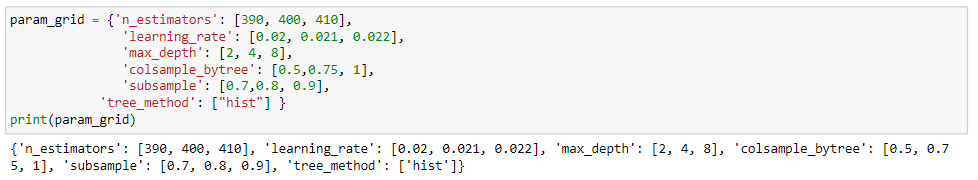 param_grid = {'n_estimators': [390, 400, 410],
'learning_rate': [0.02, 0.021, 0.022],
'max_depth': [2, 4, 8],
'colsample_bytree': [0.5,0.75, 1],
'subsample': [0.7,0.8, 0.9],
'tree_method': ["hist"] }
print(param_grid)
{'n_estimators': [390, 400, 410], 'learning_rate': [0.02, 0.021, 0.022], 'max_depth': [2, 4, 8], 'colsample_bytree': [0.5, 0.7
5, 1], 'subsample': [0.7, 0.8, 0.9], 'tree_method': ['hist']}